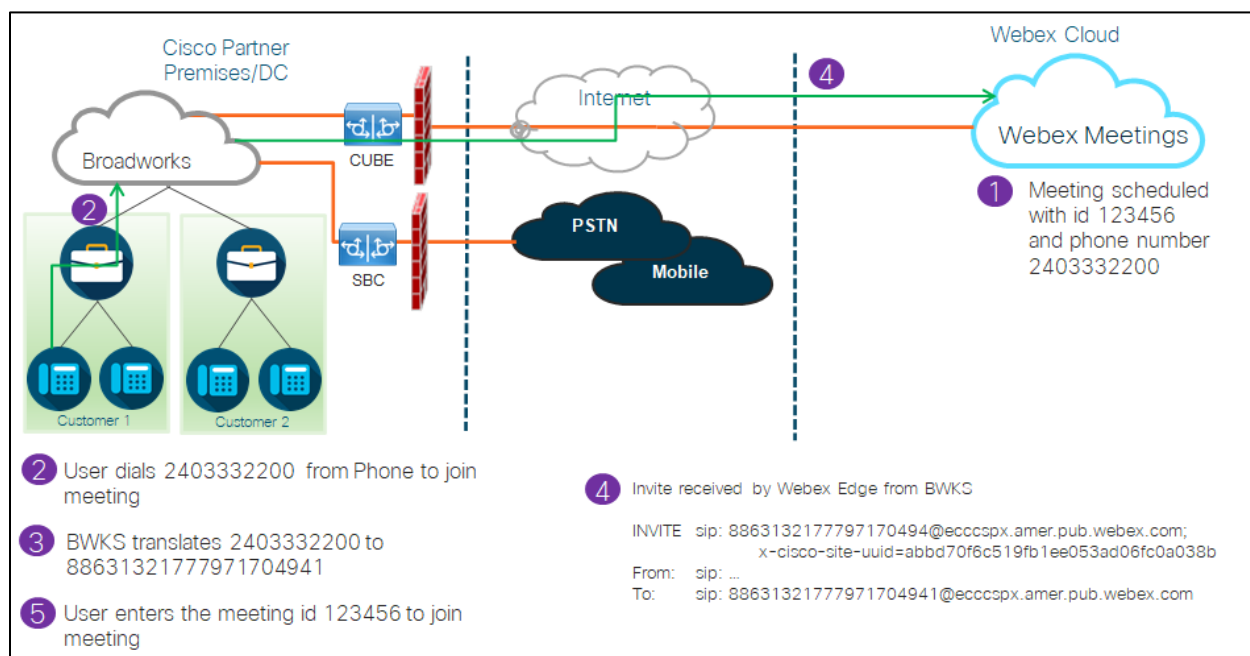 Cisco Partner
Premises/DC
Webex Cloud
4
Internet
CUBE
Broadworks
Webex Meetings
2
PSTN
1 Meeting scheduled
with id 123456
and phone number
2403332200
SBC
Mobile
Customer 1
Customer 2
2 User dials 2403332200 from Phone to join
meeting
3 BWKS translates 2403332200 to
88631321777971704941
5 User enters the meeting id 123456 to join
meeting
4 Invite received by Webex Edge from BWKS
INVITE sip: 8863132177797170494@ecccspx.amer.pub.webex.com;
x-cisco-site-uuid=abbd70f6c519fb1ee053ad06fc0a038b
From: sip: ...
To: sip: 88631321777971704941@ecccspx.amer.pub.webex.com